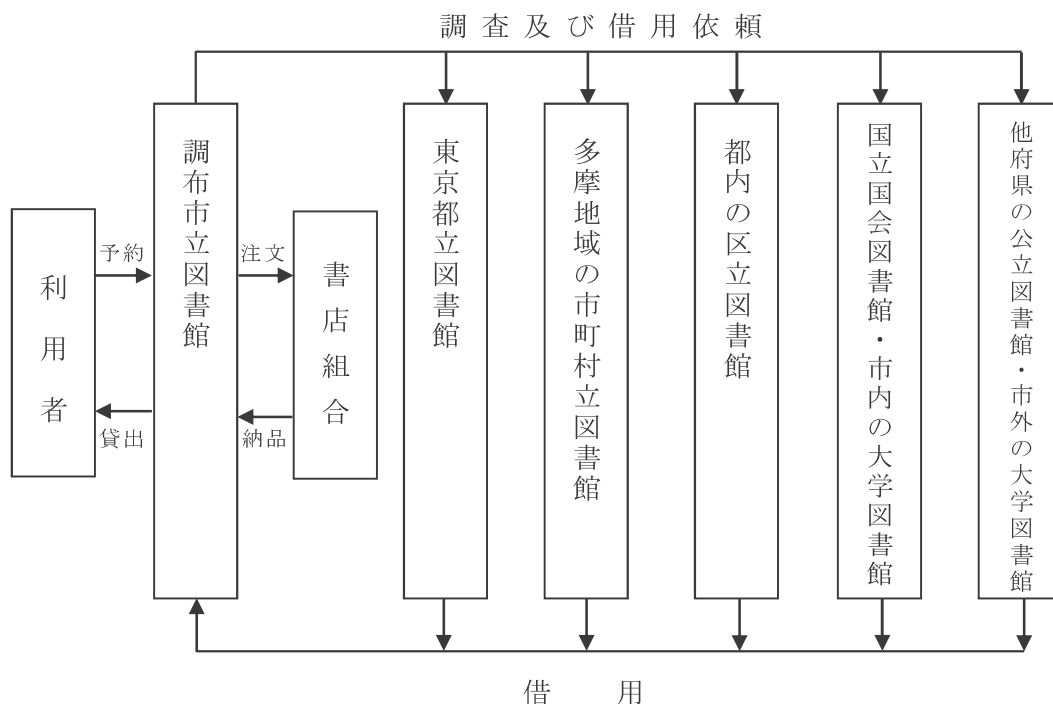 調査及び借用依頼
利用者
予約
貸出
調布市立図書館
注文
納品
書店組合
東京都立図書館
多摩地域の市町村立図書館
都内の区立図書館
国立国会図書館・市内の大学図書館
他府県の公立図書館・市外の大学図書館
借用